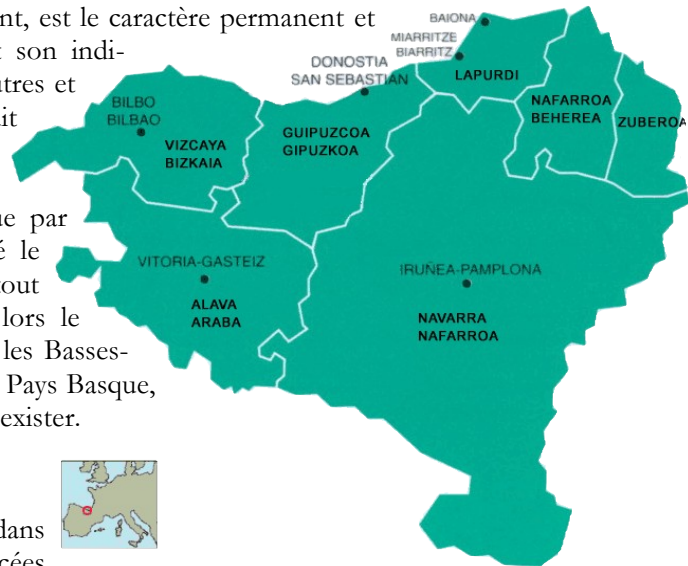 nt, est le caractère permanent et
son indi-
utres et
it
ue par
é le
tout
lors le
les Basses-
Pays Basque,
exister.
dans
cées
BAIONA
MIARRITZE
BIARRITZ
DONOSTIA
SAN SEBASTIAN
LAPURDI
BILBO
BILBAO
VIZCAYA
BIZKAIA
GUIPUZCOA
GIPUZKOA
NAFARROA
BEHEREA
ZUBEROA
VITORIA-GASTEIZ
ALAVA
ARABA
IRUÑEA-PAMPLONA
NAVARRA
NAFARROA